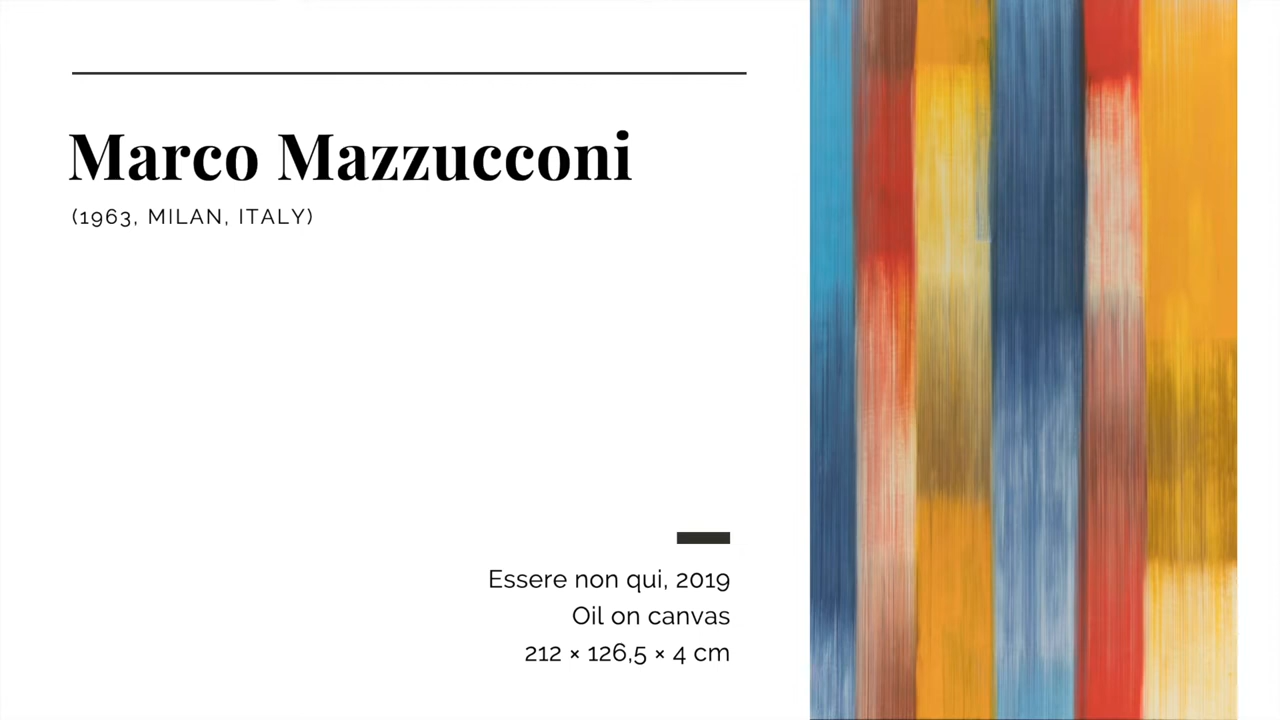 Marco Mazzucconi
(1963, MILAN, ITALY)
Essere non qui, 2019
Oil on canvas
212 × 126,5 × 4 cm